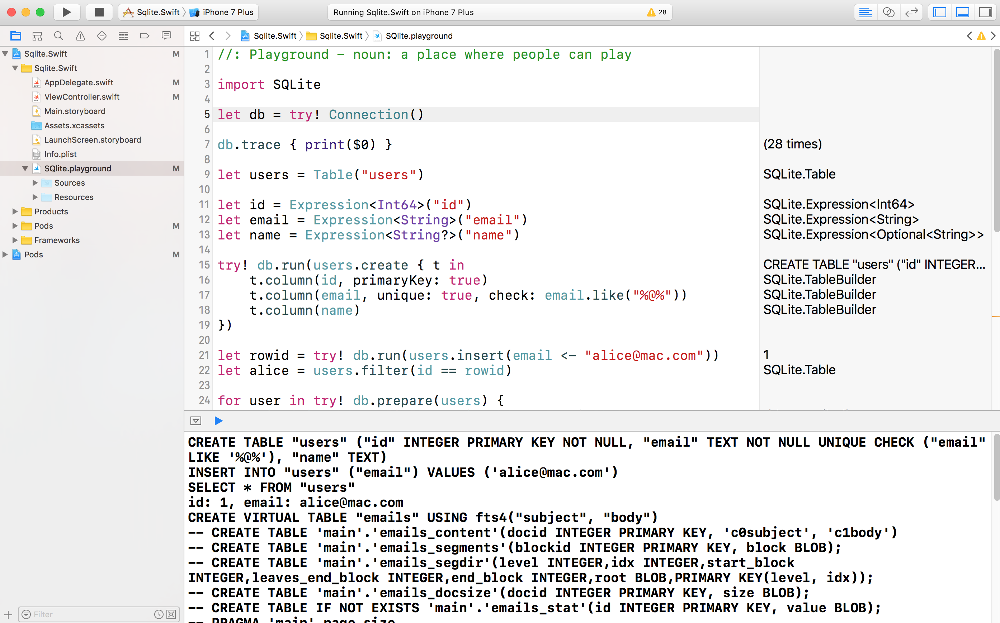 Sqlite.Swift
iPhone 7 Plus
Running Sqlite.Swift on iPhone 7 Plus
28
Sqlite.Swift
Sqlite.Swift
SQlite.playground
Sqlite.Swift M
Sqlite.Swift
AppDelegate.swift M
ViewController.swift M
Main.storyboard
Assets.xcassets
LaunchScreen.storyboard
Info.plist
SQlite.playground M
Sources
Resources
Products
Pods M
Frameworks
Pods M
Filter
1 //: Playground – noun: a place where people can play
2
3 import SQLite
4
5 let db = try! Connection()
6
7 db.trace { print($0) }
8
9 let users = Table("users")
10
11 let id = Expression<Int64>("id")
12 let email = Expression<String>("email")
13 let name = Expression<String?>("name")
14
15 try! db.run(users.create { t in
16 t.column(id, primaryKey: true)
17 t.column(email, unique: true, check: email.like("%@%"))
18 t.column(name)
19 })
20
21 let rowid = try! db.run(users.insert(email <- "alice@mac.com"))
22 let alice = users.filter(id == rowid)
23
24 for user in try! db.prepare(users) {
(28 times)
SQLite.Table
SQLite.Expression<Int64>
SQLite.Expression<String>
SQLite.Expression<Optional<String>>
CREATE TABLE "users" ("id" INTEGER...
SQLite.TableBuilder
SQLite.TableBuilder
SQLite.TableBuilder
1
SQLite.Table
CREATE TABLE "users" ("id" INTEGER PRIMARY KEY NOT NULL, "email" TEXT NOT NULL UNIQUE CHECK ("email"
LIKE '%@%'), "name" TEXT)
INSERT INTO "users" ("email") VALUES ('alice@mac.com')
SELECT * FROM "users"
id: 1, email: alice@mac.com
CREATE VIRTUAL TABLE "emails" USING fts4("subject", "body")
-- CREATE TABLE 'main'.'emails_content'(docid INTEGER PRIMARY KEY, 'c0subject', 'c1body')
-- CREATE TABLE 'main'.'emails_segments'(blockid INTEGER PRIMARY KEY, block BLOB);
-- CREATE TABLE 'main'.'emails_segdir'(level INTEGER,idx INTEGER,start_block
INTEGER,leaves_end_block INTEGER,end_block INTEGER,root BLOB,PRIMARY KEY(level, idx));
-- CREATE TABLE 'main'.'emails_docsize'(docid INTEGER PRIMARY KEY, size BLOB);
-- CREATE TABLE IF NOT EXISTS 'main'.'emails_stat'(id INTEGER PRIMARY KEY, value BLOB);
-- PRAGMA 'main'.page_size